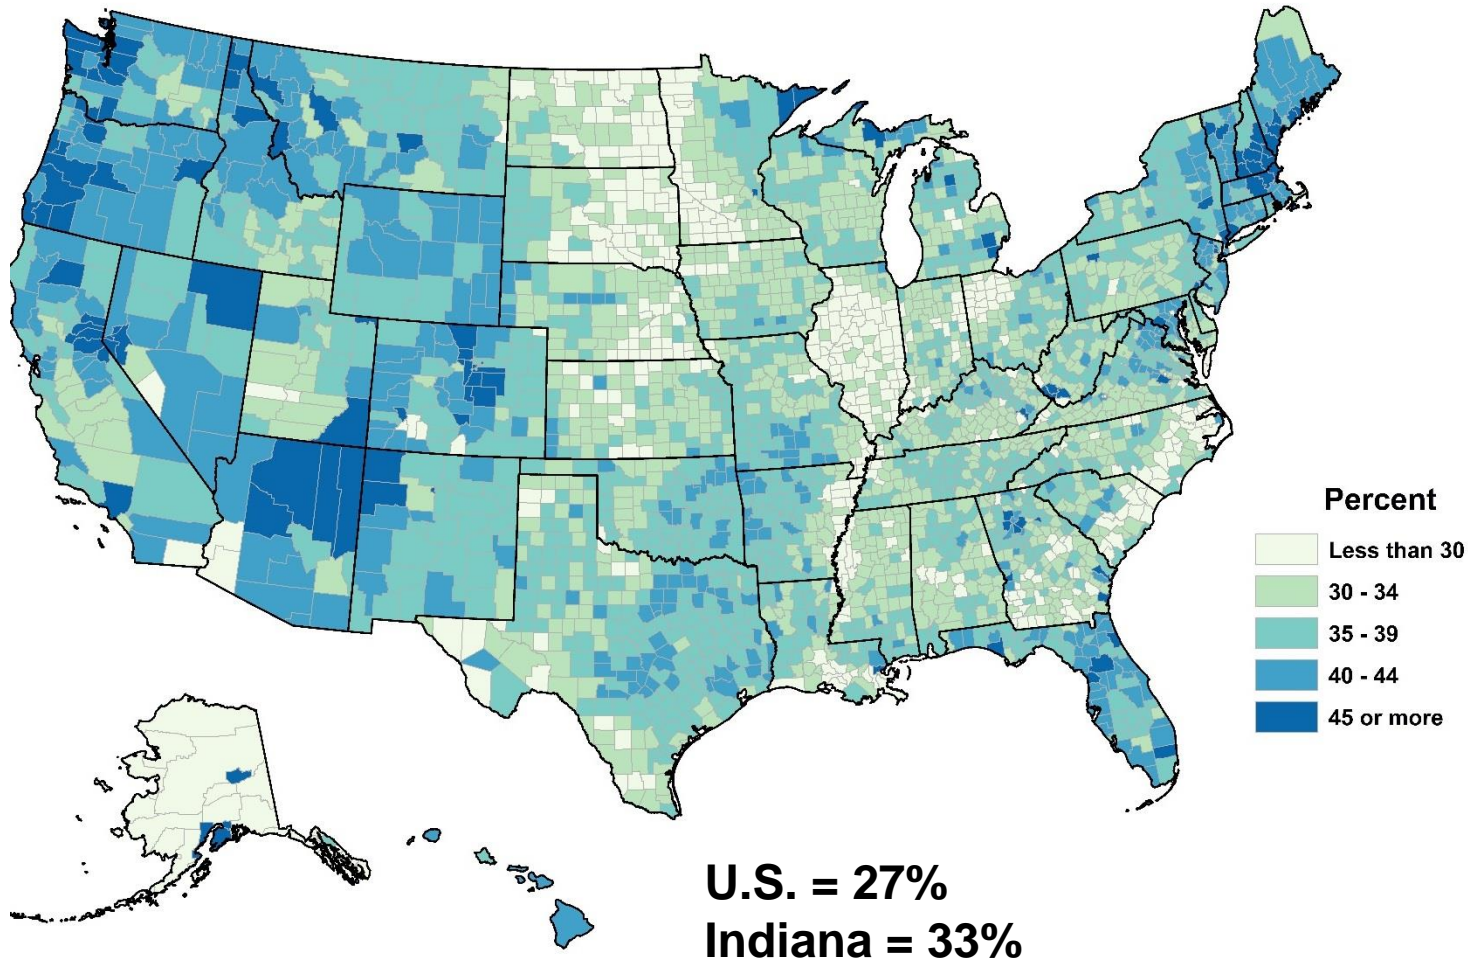 Percent
Less than 30
30 - 34
35 - 39
40 - 44
45 or more
U.S. = 27%
Indiana = 33%